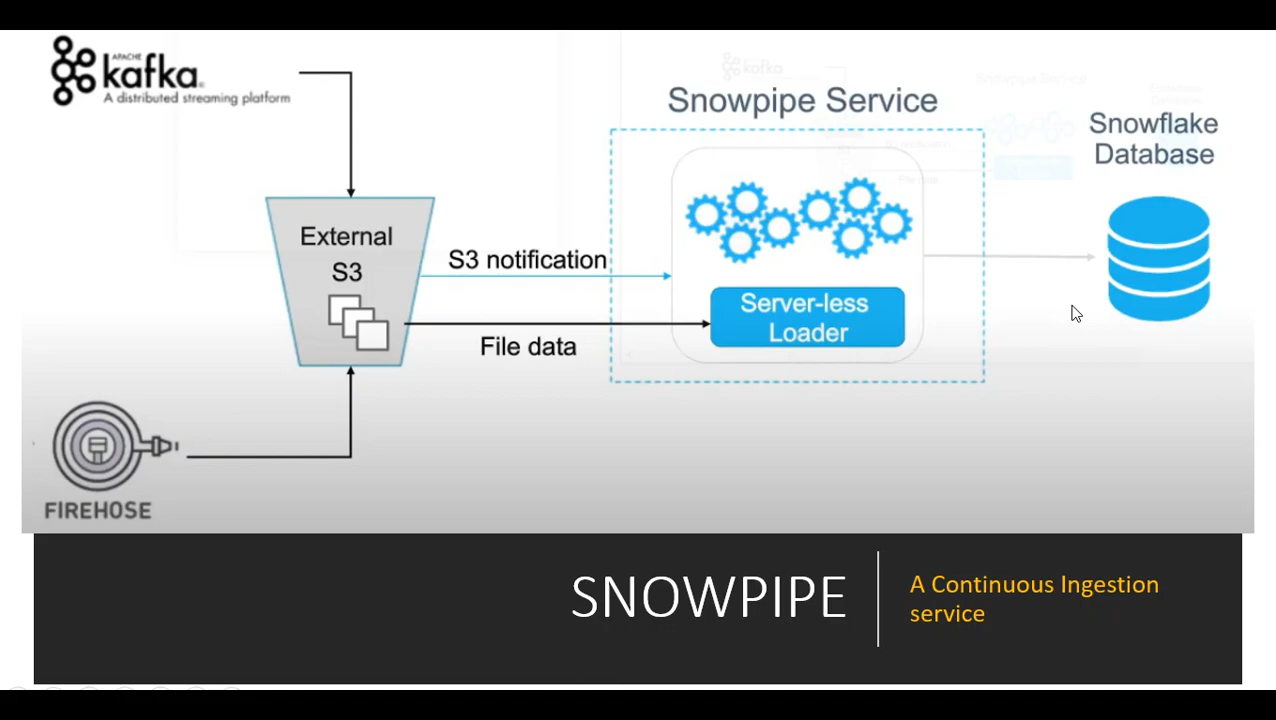 APACHE
kafka
A distributed streaming platform
Snowpipe Service
Snowflake
Database
External
S3
S3 notification
Server-less
Loader
File data
FIREHOSE
SNOWPIPE
A Continuous Ingestion
service